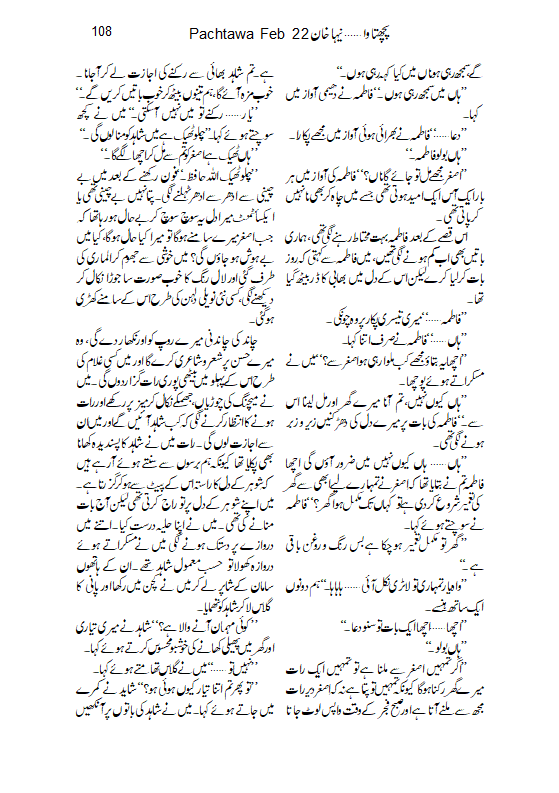 پچھتاوا ...... نیہا خان Pachtawa Feb 22
108
گے، سمجھ رہی ہو ناں میں کیا کہہ رہی ہوں۔‘‘
’’ہاں میں سمجھ رہی ہوں۔‘‘ فاطمہ نے دھیمی آواز میں
کہا۔
’’دعا ......‘‘ فاطمہ نے بھرائی ہوئی آواز میں مجھے پکارا۔
’’ہاں بولو فاطمہ۔‘‘
’’اصغر مجھے مل تو جائے گا ناں؟‘‘ فاطمہ کی آواز میں ہر
بار ایک آس ایک امید ہوتی تھی جسے میں چاہ کر بھی مانہیں
کر پاتی تھی۔
اس قصے کے بعد فاطمہ بہت محتاط رہنے لگی تھی، ہماری
باتیں بھی اب کم ہونے لگی تھیں، میں فاطمہ سے کہتی کہ روز
بات کر لیا کرے لیکن اس کے دل میں بھائی کا ڈر بیٹھ گیا
تھا۔
’’فاطمہ ......‘‘ میری تیسری پکار پر وہ چونکی۔
’’ہاں ......‘‘ فاطمہ نے صرف اتنا کہا۔
’’اچھا یہ بتاؤ مجھے کب ملوا رہی ہو اصغر سے؟‘‘ میں نے
مسکراتے ہوئے پوچھا۔
’’ہاں کیوں نہیں، تم آنا میرے گھر اور مل لینا اس
سے۔‘‘ فاطمہ کی بات پر میرے دل کی دھڑکنیں زیر و زبر
ہونے لگی تھی۔
’’ہاں ...... ہاں کیوں نہیں میں ضرور آؤں گی اچھا
فاطمہ تم نے بتایا تھا کہ اصغر نے تمہارے لیے ابھی سے گھر
کی تعمیر شروع کر دی ہے تو کہاں تک مکمل ہوا گھر؟‘‘ فاطمہ
نے سوچتے ہوئے کہا۔
’’گھر تو مکمل تعمیر ہو چکا ہے بس رنگ و روغن باقی
ہے۔‘‘
’’واہ یار تمہاری تو لاٹری نکل آئی ...... ہاہاہا۔‘‘ ہم دونوں
ایک ساتھ ہنسے۔
’’اچھا ...... اچھا ایک بات تو سنو دعا۔‘‘
’’ہاں بولو۔‘‘
’’اگر تمہیں اصغر سے ملنا ہے تو تمہیں ایک رات
میرے گھر رکنا ہوگا کیونکہ تمہیں تو پتا ہے نہ کہ اصغر دیر رات
مجھ سے ملنے آتا ہے اور صبح فجر کے وقت واپس لوٹ جاتا
ہے۔ تم شاہد بھائی سے رکنے کی اجازت لے کر آ جانا۔
خوب مزہ آئے گا، ہم تینوں بیٹھ کر خوب باتیں کریں گے۔‘‘
’’یار ...... رکنے تو میں نہیں آ سکتی۔‘‘ میں نے کچھ
سوچتے ہوئے کہا۔ ’’چلو ٹھیک ہے میں شاہد کو منا لوں گی۔‘‘
’’ہاں ٹھیک ہے اصغر کو تم سے مل کر اچھا لگے گا۔‘‘
’’چلو ٹھیک اللہ حافظ۔‘‘ فون رکھنے کے بعد میں بے
چینی سے ادھر سے ادھر ٹہلنے لگی۔ پتا نہیں بے چینی تھی یا
ایکسائٹمنٹ میرا دل یہ سوچ سوچ کر بے حال ہو رہا تھا کہ
جب اصغر میرے سامنے ہوگا تو میرا کیا حال ہوگا، کیا میں
بے ہوش ہو جاؤں گی؟ میں خوشی سے جھوم کر الماری کی
طرف گئی اور لال رنگ کا خوب صورت سا جوڑا نکال کر
دیکھنے لگی، کسی نئی نویلی دلہن کی طرح اس کے سامنے کھڑی
ہوگئی۔
چاند کی چاندنی میرے روپ کو اور نکھار دے گی، وہ
میرے حسن پر شعر و شاعری کرے گا اور میں کسی غلام کی
طرح اس کے پہلو میں بیٹھی پوری رات گزار دوں گی۔ میں
نے میچنگ کی چوڑیاں، جھمکے نکال کر میز پر رکھے اور رات
ہونے کا انتظار کرنے لگی کہ کب شاہد آئیں گے اور میں ان
سے اجازت لوں گی۔ رات میں نے شاہد کا پسندیدہ کھانا
بھی پکایا تھا کیونکہ ہم برسوں سے سنتے ہوئے آ رہے ہیں
کہ شوہر کے دل کا راستہ اس کے پیٹ سے ہو کر گزرتا ہے۔
میں اپنے شوہر کے دل پر تو راج کرتی تھی لیکن آج بات
منانے کی تھی۔ میں نے اپنا حلیہ درست کیا۔ اتنے میں
دروازے پر دستک ہونے لگی میں نے مسکراتے ہوئے
دروازہ کھولا تو حسب معمول شاہد تھے۔ ان کے ہاتھوں
سامان کے شاپر لے کر میں نے کچن میں رکھا اور پانی کا
گلاس لا کر شاہد کو تھمایا۔
’’کوئی مہمان آنے والا ہے؟‘‘ شاہد نے میری تیاری
اور گھر میں پھیلی کھانے کی خوشبو محسوس کرتے ہوئے کہا۔
’’نہیں تو ......‘‘ میں نے گلاس تھامتے ہوئے کہا۔
’’تو پھر تم اتنا تیار کیوں ہوئی ہو؟‘‘ شاہد نے کمرے
میں جاتے ہوئے کہا۔ میں نے شاہد کی باتوں پر آنکھیں